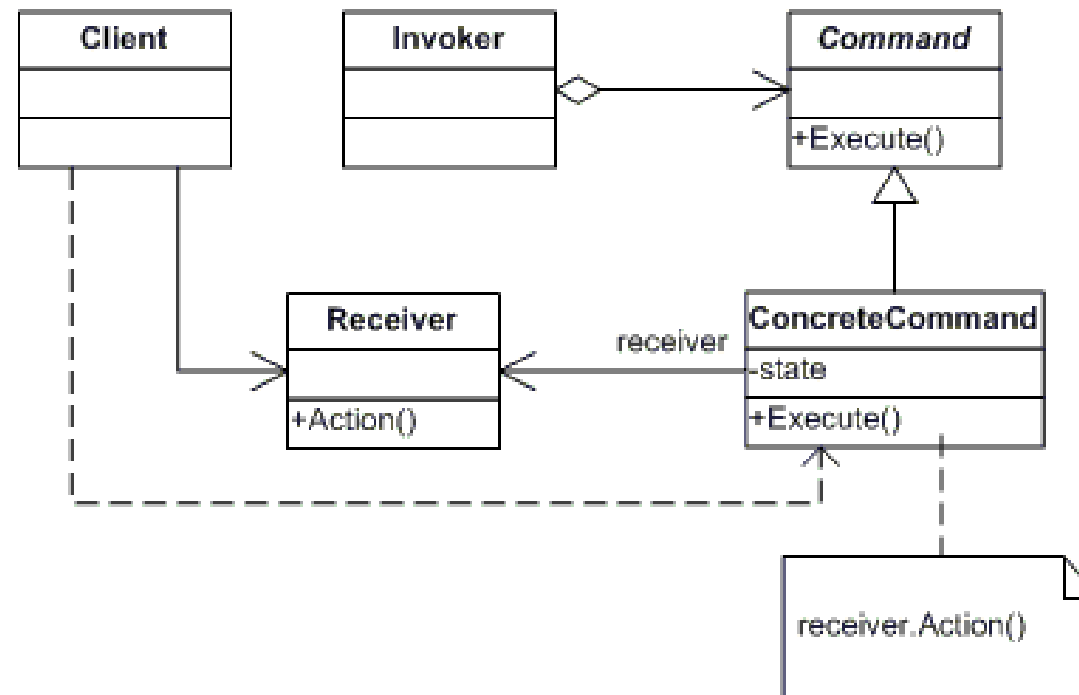 Client
Invoker
Command
+Execute()
Receiver
+Action()
receiver
ConcreteCommand
-state
+Execute()
receiver.Action()